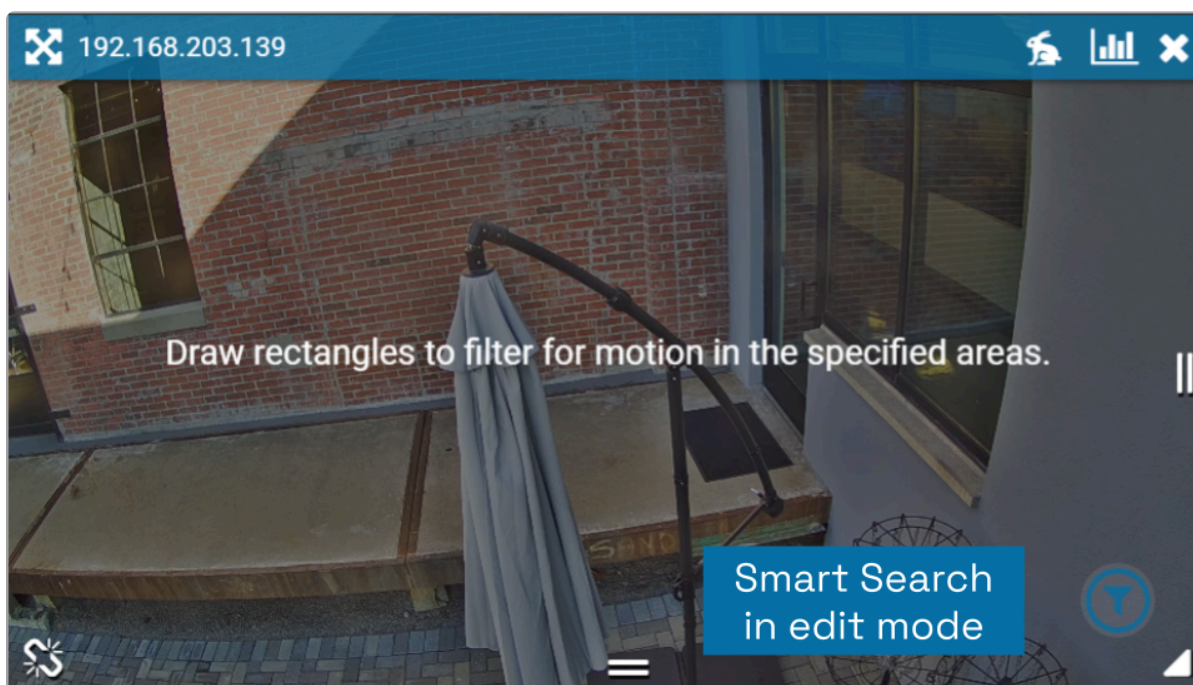 192.168.203.139
Draw rectangles to filter for motion in the specified areas.
SAND
Smart Search
in edit mode